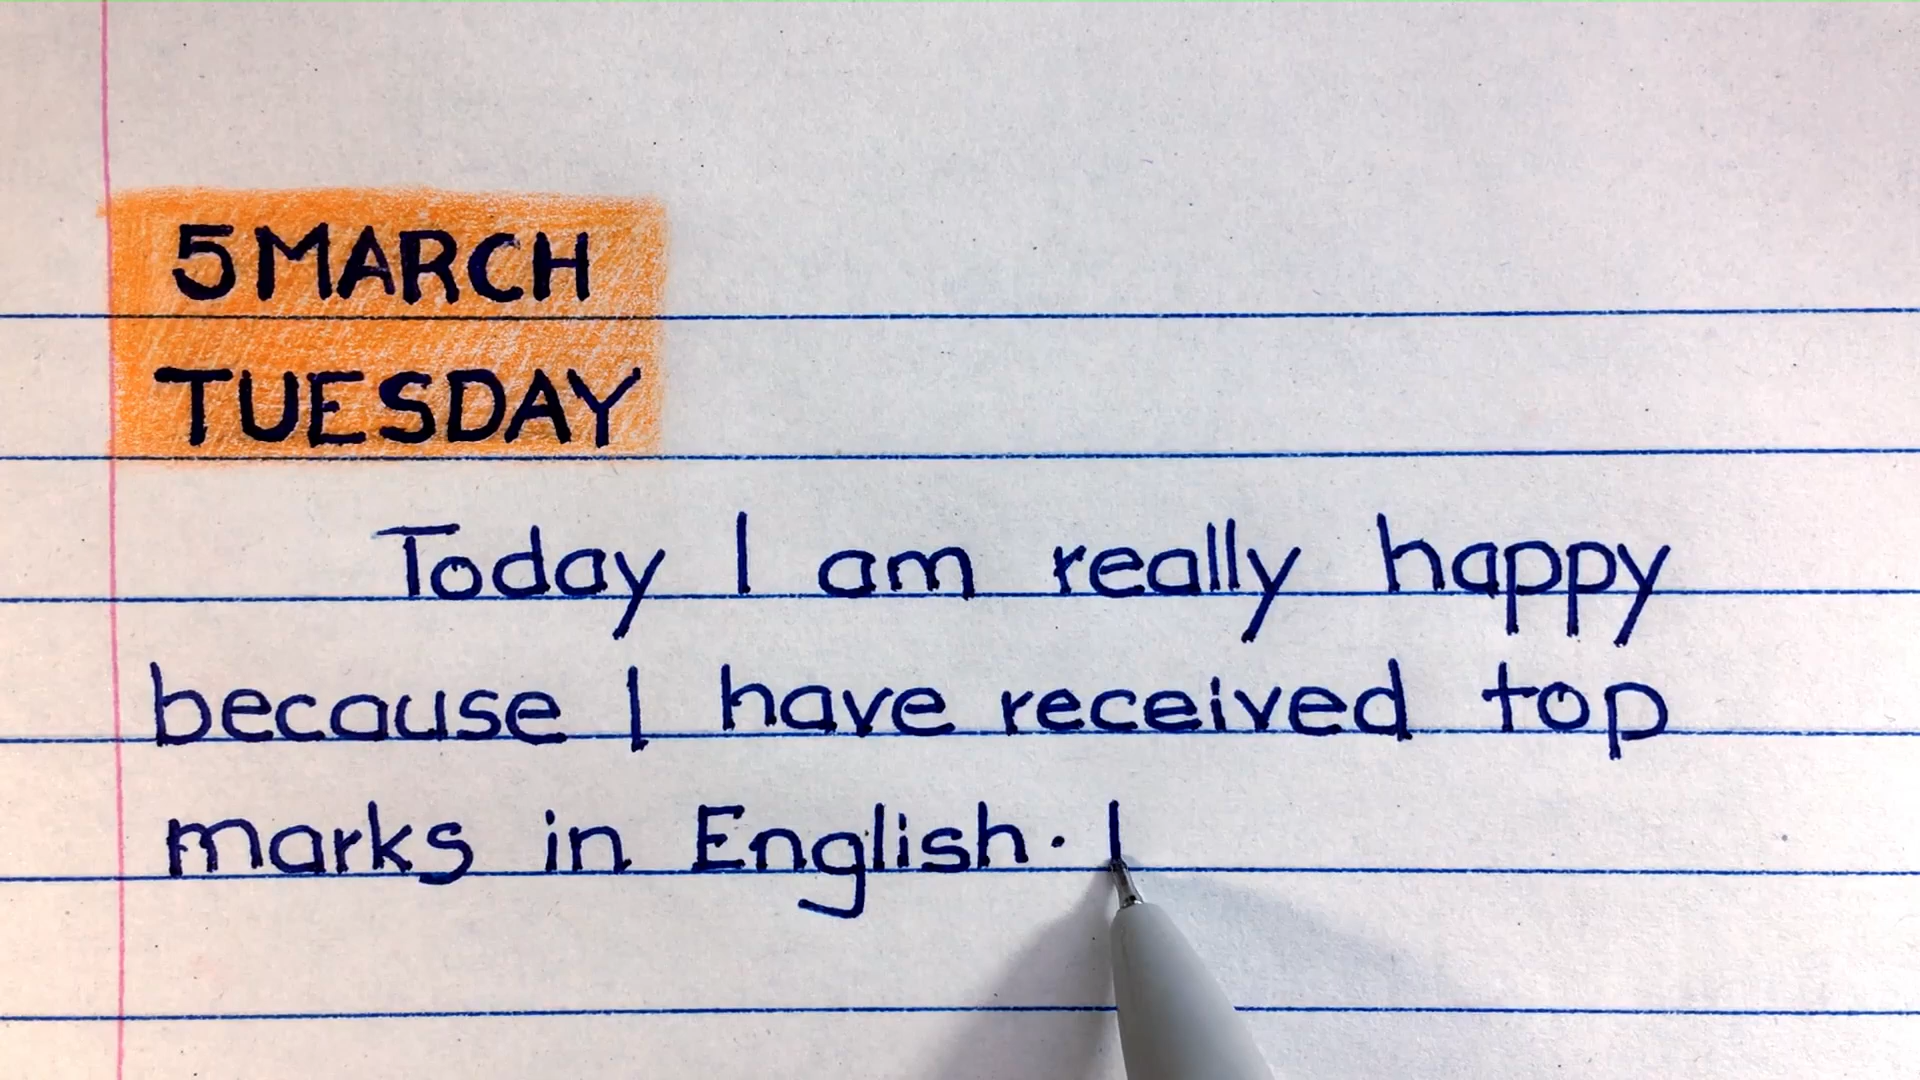 5 MARCH
TUESDAY
Today I am really happy
because I have received top
marks in English. I